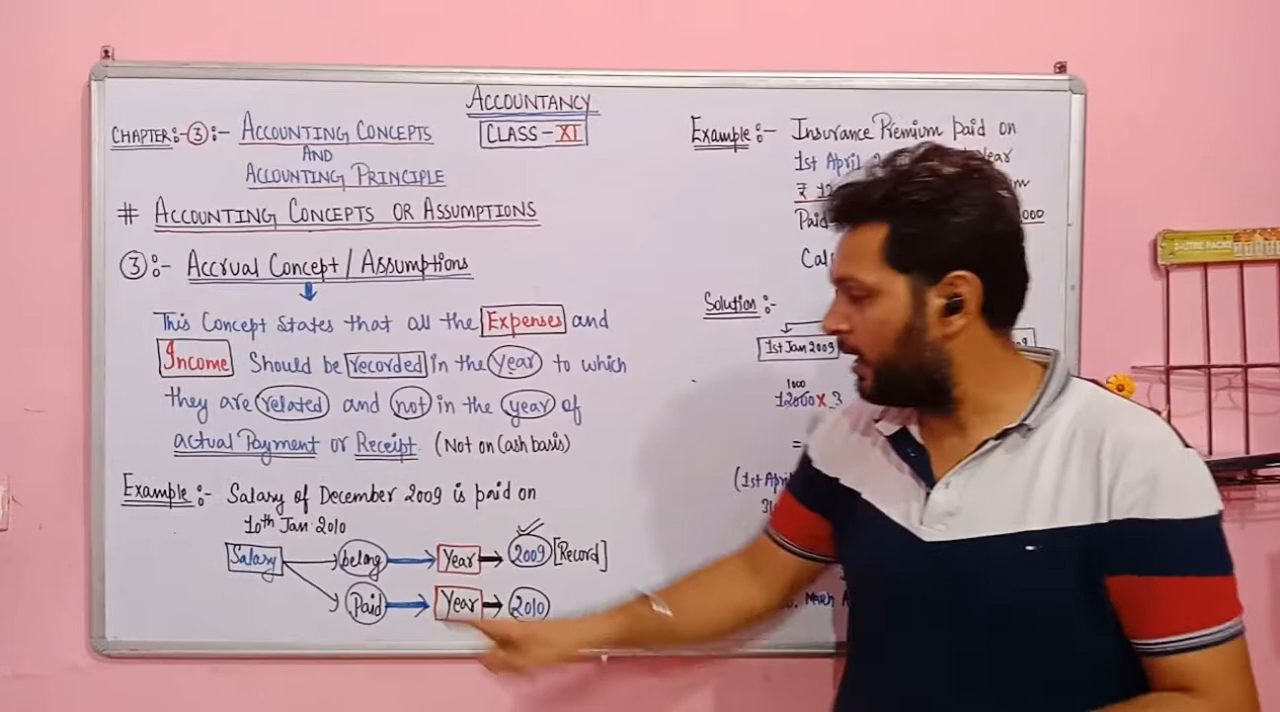 ACCOUNTANCY
CLASS - XI
CHAPTER:-③:- ACCOUNTING CONCEPTS
AND
ACCOUNTING PRINCIPLE
# ACCOUNTING CONCEPTS OR ASSUMPTIONS
③:- Accrual Concept/Assumptions
This Concept states that all the Expenses and
Income Should be recorded in the year to which
they are related and not in the year of
actual Payment or Receipt. (Not on Cash basis)
Example:- Salary of December 2009 is paid on
10th Jan 2010
Salary belong Year 2009 [Record]
Paid Year 2010
Example:- Insurance Premium paid on
1st April
₹ 12
Paid 000
Solution:-
1st Jan 2009
1000
12000 x 3
=
(1st April